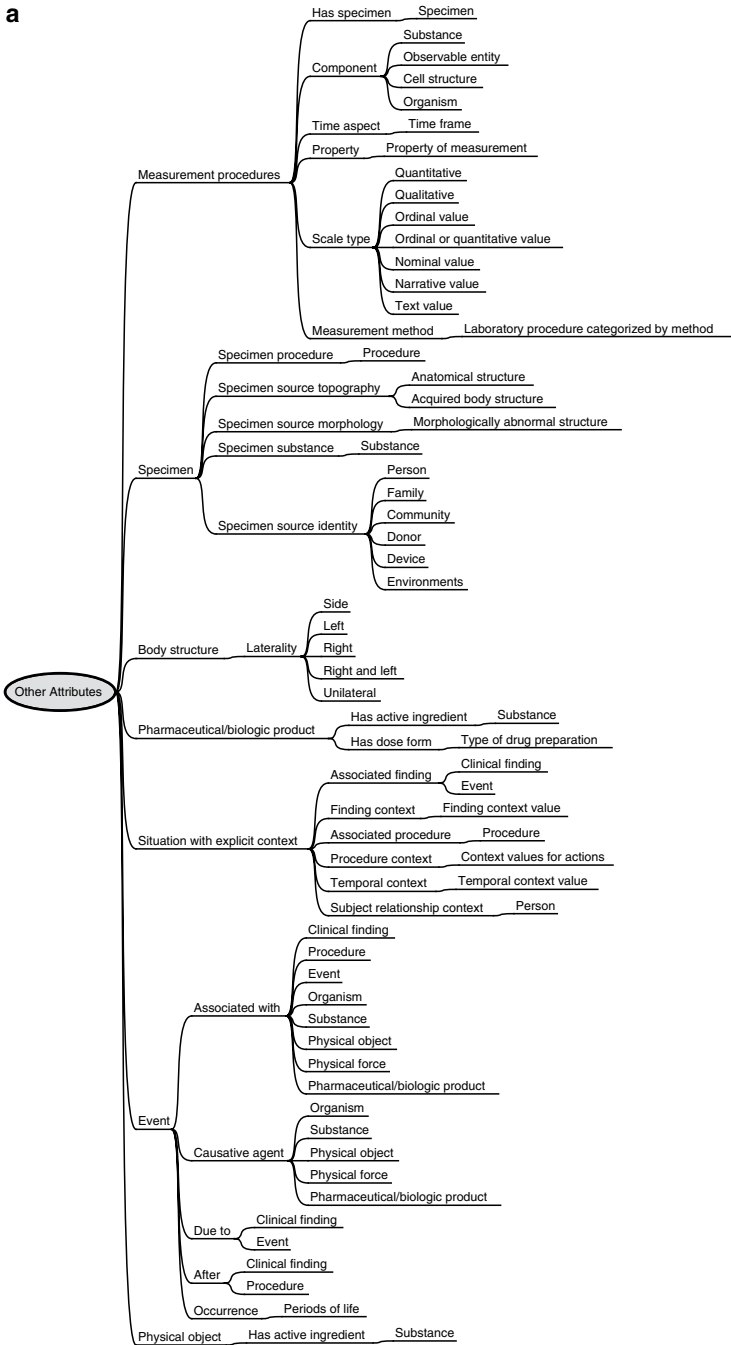 a
Other Attributes
Measurement procedures
Has specimen
Specimen
Component
Substance
Observable entity
Cell structure
Organism
Time aspect
Time frame
Property
Property of measurement
Scale type
Quantitative
Qualitative
Ordinal value
Ordinal or quantitative value
Nominal value
Narrative value
Text value
Measurement method
Laboratory procedure categorized by method
Specimen
Specimen procedure
Procedure
Specimen source topography
Anatomical structure
Acquired body structure
Specimen source morphology
Morphologically abnormal structure
Specimen substance
Substance
Specimen source identity
Person
Family
Community
Donor
Device
Environments
Body structure
Laterality
Side
Left
Right
Right and left
Unilateral
Pharmaceutical/biologic product
Has active ingredient
Substance
Has dose form
Type of drug preparation
Situation with explicit context
Associated finding
Clinical finding
Event
Finding context
Finding context value
Associated procedure
Procedure
Procedure context
Context values for actions
Temporal context
Temporal context value
Subject relationship context
Person
Event
Associated with
Clinical finding
Procedure
Event
Organism
Substance
Physical object
Physical force
Pharmaceutical/biologic product
Causative agent
Organism
Substance
Physical object
Physical force
Pharmaceutical/biologic product
Due to
Clinical finding
Event
After
Clinical finding
Procedure
Occurrence
Periods of life
Physical object
Has active ingredient
Substance